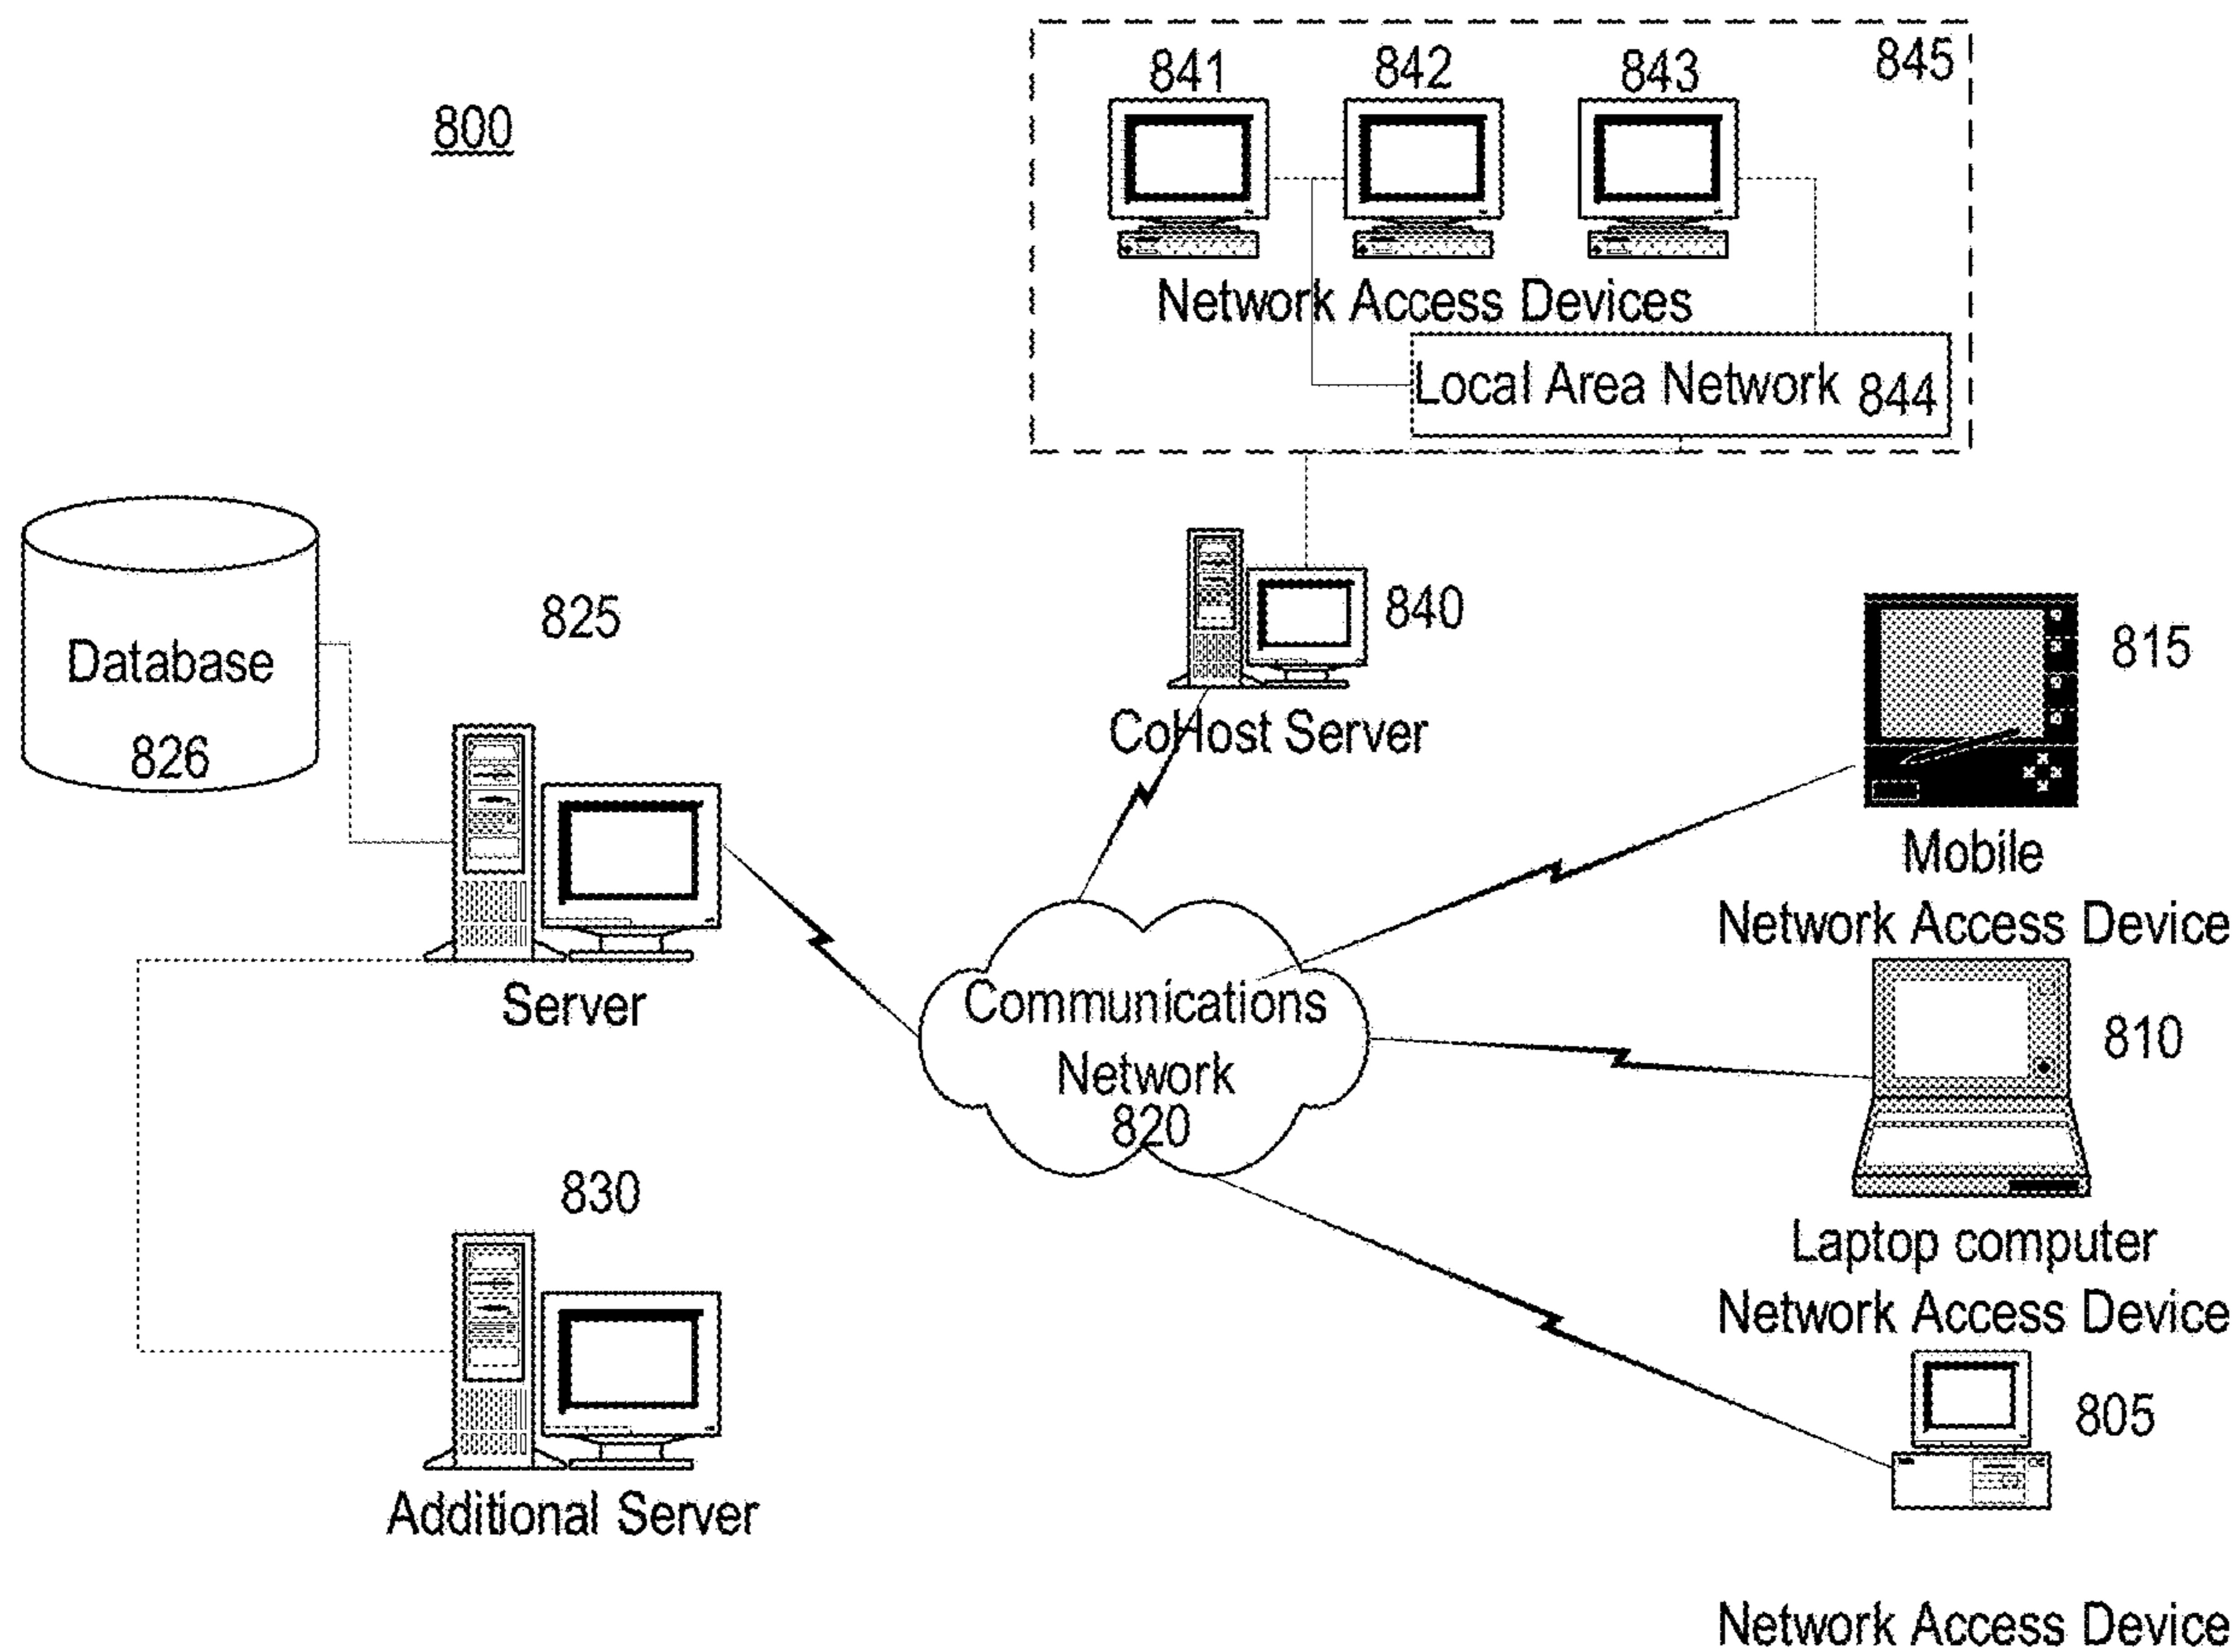 800
841
842
843
845
Network Access Devices
Local Area Network 844
Database
826
825
Server
840
CoHost Server
815
Mobile
Network Access Device
Communications
Network
820
810
Laptop computer
Network Access Device
830
Additional Server
805
Network Access Device